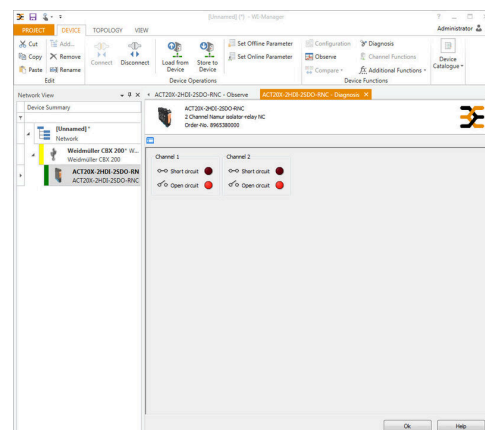 [Unnamed] (*) - WI-Manager
PROJECT DEVICE TOPOLOGY VIEW Administrator
Cut Add... Set Offline Parameter Configuration Diagnosis
Copy Remove Connect Disconnect Load from Device Store to Device Set Online Parameter Observe Channel Functions Device Catalogue
Paste Rename Compare Additional Functions
Edit Device Operations Device Functions
Network View ACT20X-2HDI-2SDO-RNC - Observe ACT20X-2HDI-2SDO-RNC - Diagnosis
Device Summary
ACT20X-2HDI-2SDO-RNC
2 Channel Namur isolator-relay NC
Order-No. 8965380000
[Unnamed]*
Network
Weidmüller CBX 200* W...
Weidmüller CBX 200
ACT20X-2HDI-2SDO-RN
ACT20X-2HDI-2SDO-RNC
Channel 1 Channel 2
Short circuit Short circuit
Open circuit Open circuit
Ok Help